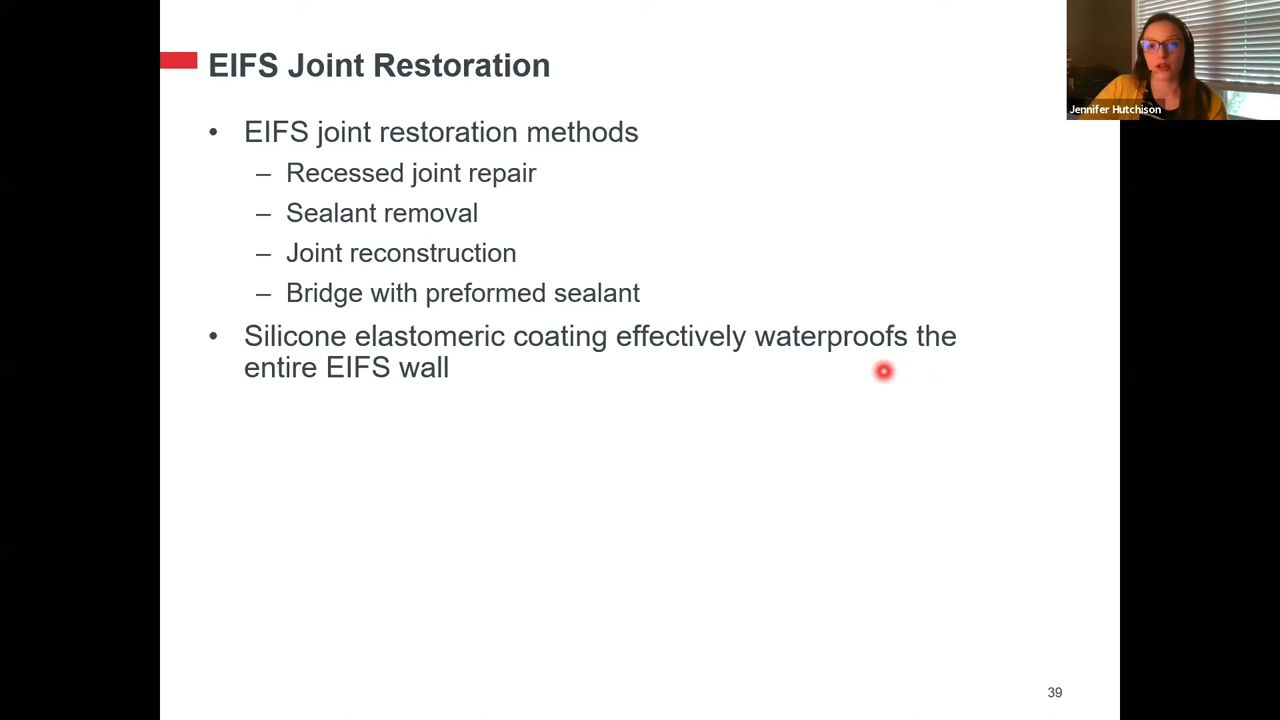 EIFS Joint Restoration
• EIFS joint restoration methods
– Recessed joint repair
– Sealant removal
– Joint reconstruction
– Bridge with preformed sealant
• Silicone elastomeric coating effectively waterproofs the
entire EIFS wall
Jennifer Hutchison
39